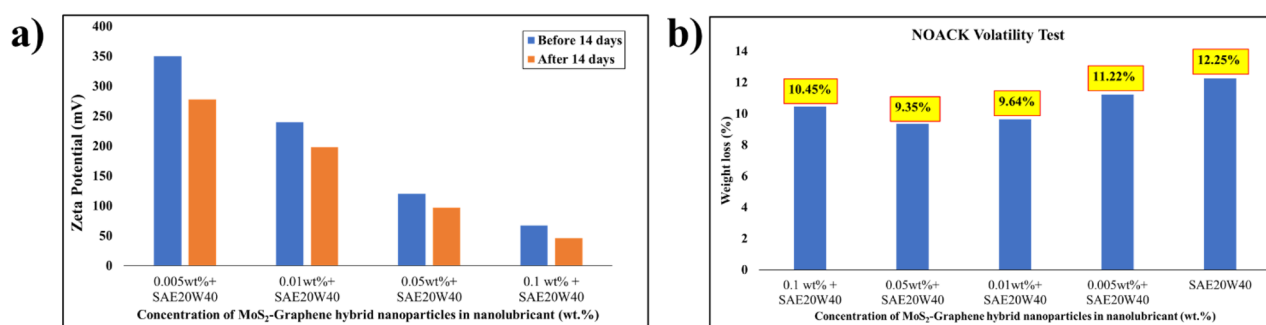 a)
400
350
300
250
200
150
100
50
0
Zeta Potential (mV)
Before 14 days
After 14 days
0.005wt%+ 0.01wt%+ 0.05wt%+ 0.1 wt% +
SAE20W40 SAE20W40 SAE20W40 SAE20W40
Concentration of MoS₂-Graphene hybrid nanoparticles in nanolubricant (wt.%)
b)
NOACK Volatility Test
14
12
10
8
6
4
2
0
Weight loss (%)
10.45%
9.35%
9.64%
11.22%
12.25%
0.1 wt% + 0.05wt%+ 0.01wt%+ 0.005wt%+ SAE20W40
SAE20W40 SAE20W40 SAE20W40 SAE20W40
Concentration of MoS₂-Graphene hybrid nanoparticles in nanolubricant (wt.%)